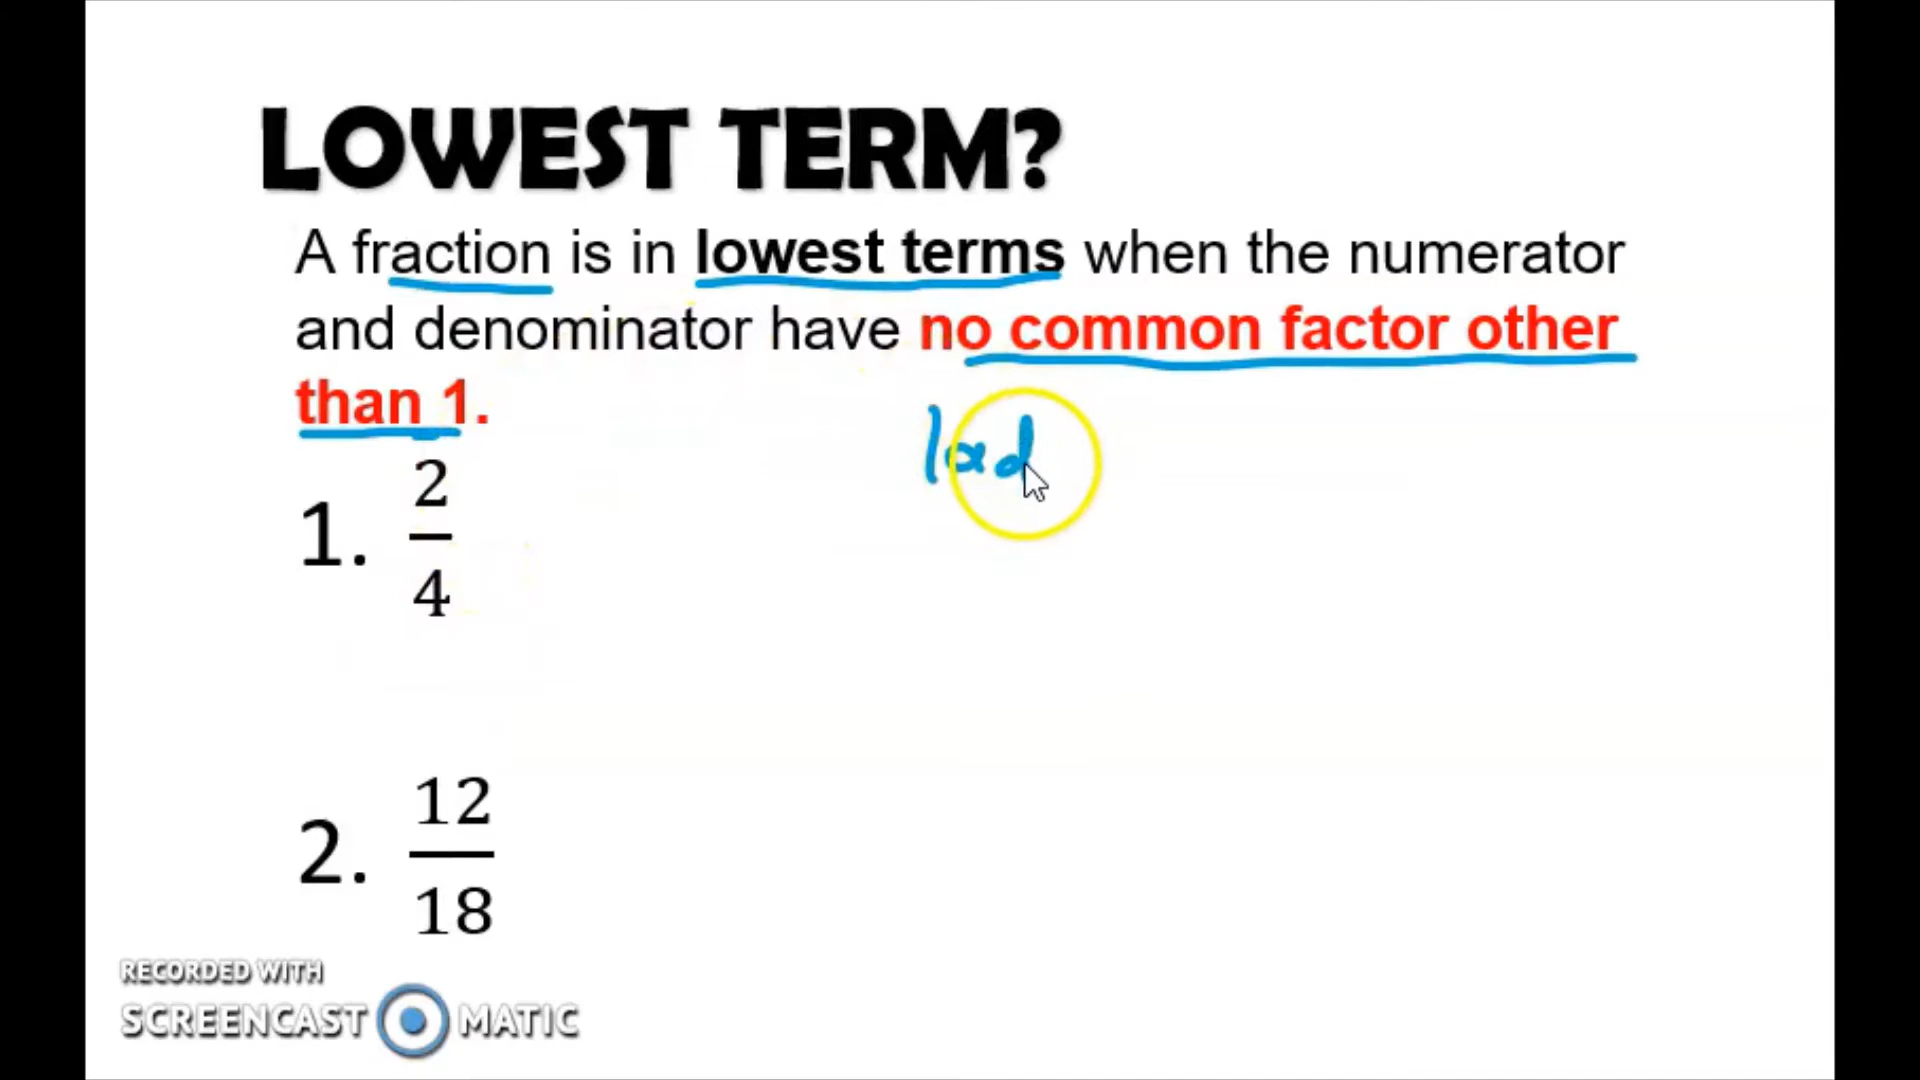 LOWEST TERM?
A fraction is in lowest terms when the numerator
and denominator have no common factor other
than 1.
lad
1. 2/4
2. 12/18
RECORDED WITH
SCREENCAST MATIC